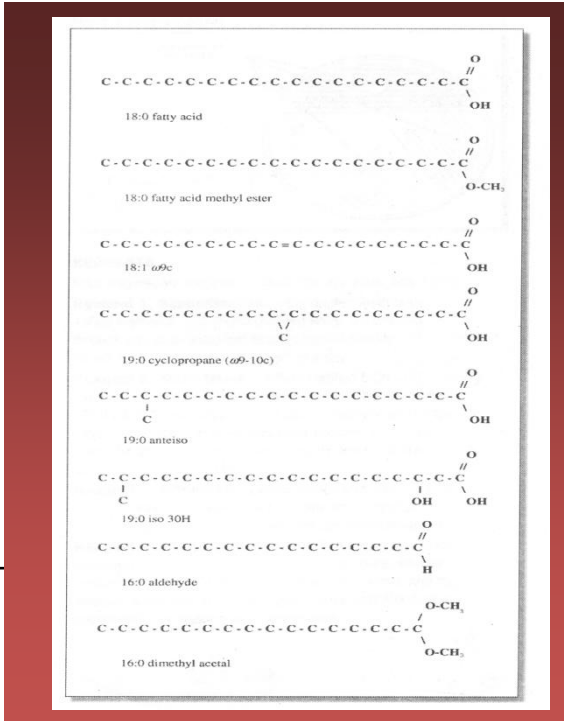 O
//
C-C-C-C-C-C-C-C-C-C-C-C-C-C-C-C-C-C
\
OH
18:0 fatty acid
O
//
C-C-C-C-C-C-C-C-C-C-C-C-C-C-C-C-C-C
\
O-CH₃
18:0 fatty acid methyl ester
O
//
C-C-C-C-C-C-C-C-C=C-C-C-C-C-C-C-C-C
\
OH
18:1 ω9c
O
//
C-C-C-C-C-C-C-C-C-C-C-C-C-C-C-C-C-C
\/ \
C OH
19:0 cyclopropane (ω9-10c)
O
//
C-C-C-C-C-C-C-C-C-C-C-C-C-C-C-C-C-C
| \
C OH
19:0 anteiso
O
//
C-C-C-C-C-C-C-C-C-C-C-C-C-C-C-C-C-C
| | \
C OH OH
19:0 iso 30H
O
//
C-C-C-C-C-C-C-C-C-C-C-C-C-C-C-C
\
H
16:0 aldehyde
O-CH₃
/
C-C-C-C-C-C-C-C-C-C-C-C-C-C-C-C
\
O-CH₃
16:0 dimethyl acetal